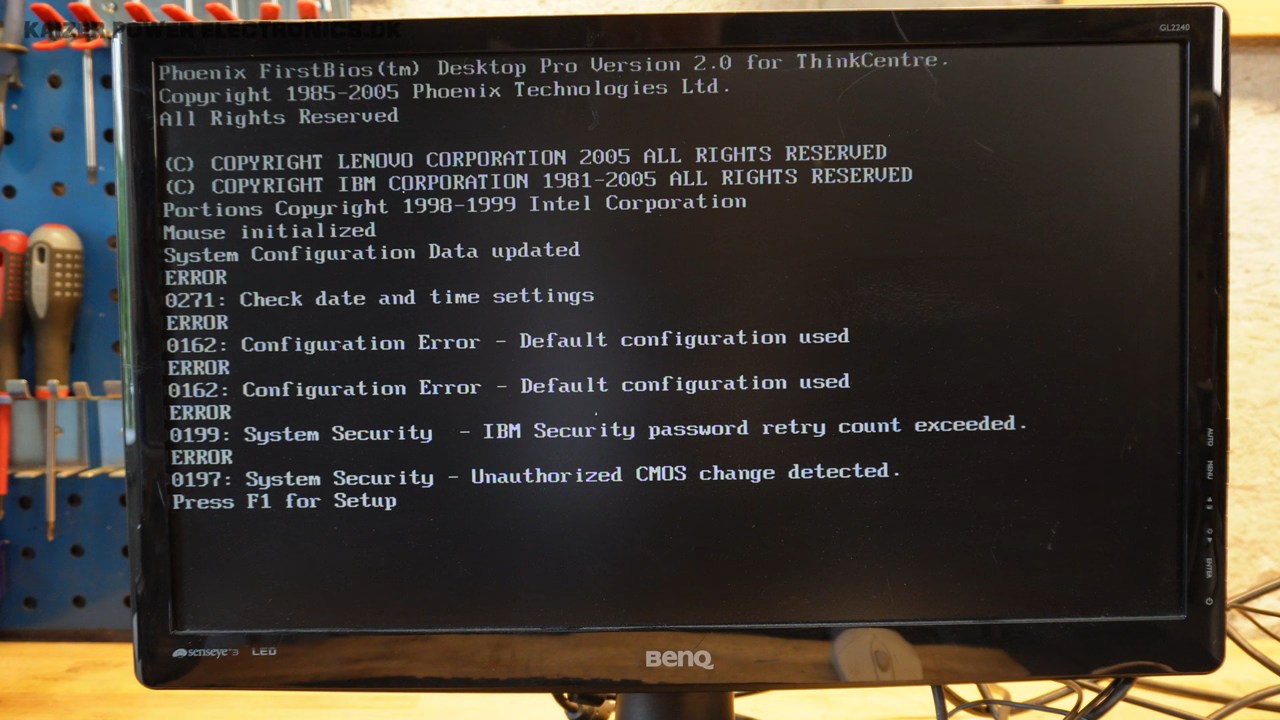 KAIZER POWER ELECTRONICS.DK
GL2240
Phoenix FirstBios(tm) Desktop Pro Version 2.0 for ThinkCentre.
Copyright 1985-2005 Phoenix Technologies Ltd.
All Rights Reserved
(C) COPYRIGHT LENOVO CORPORATION 2005 ALL RIGHTS RESERVED
(C) COPYRIGHT IBM CORPORATION 1981-2005 ALL RIGHTS RESERVED
Portions Copyright 1998-1999 Intel Corporation
Mouse initialized
System Configuration Data updated
ERROR
0271: Check date and time settings
ERROR
0162: Configuration Error - Default configuration used
ERROR
0162: Configuration Error - Default configuration used
ERROR
0199: System Security - IBM Security password retry count exceeded.
ERROR
0197: System Security - Unauthorized CMOS change detected.
Press F1 for Setup
AUTO
MENU
ENTER
senseye 3 LED
BenQ